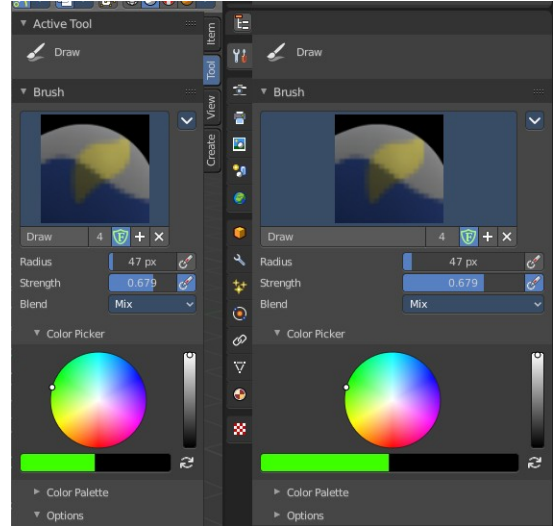 Active Tool
Draw
Brush
Draw 4 F
Radius 47 px
Strength 0.679
Blend Mix
Color Picker
Color Palette
Options
Item
Tool
View
Create
Draw
Brush
Draw 4 F
Radius 47 px
Strength 0.679
Blend Mix
Color Picker
Color Palette
Options